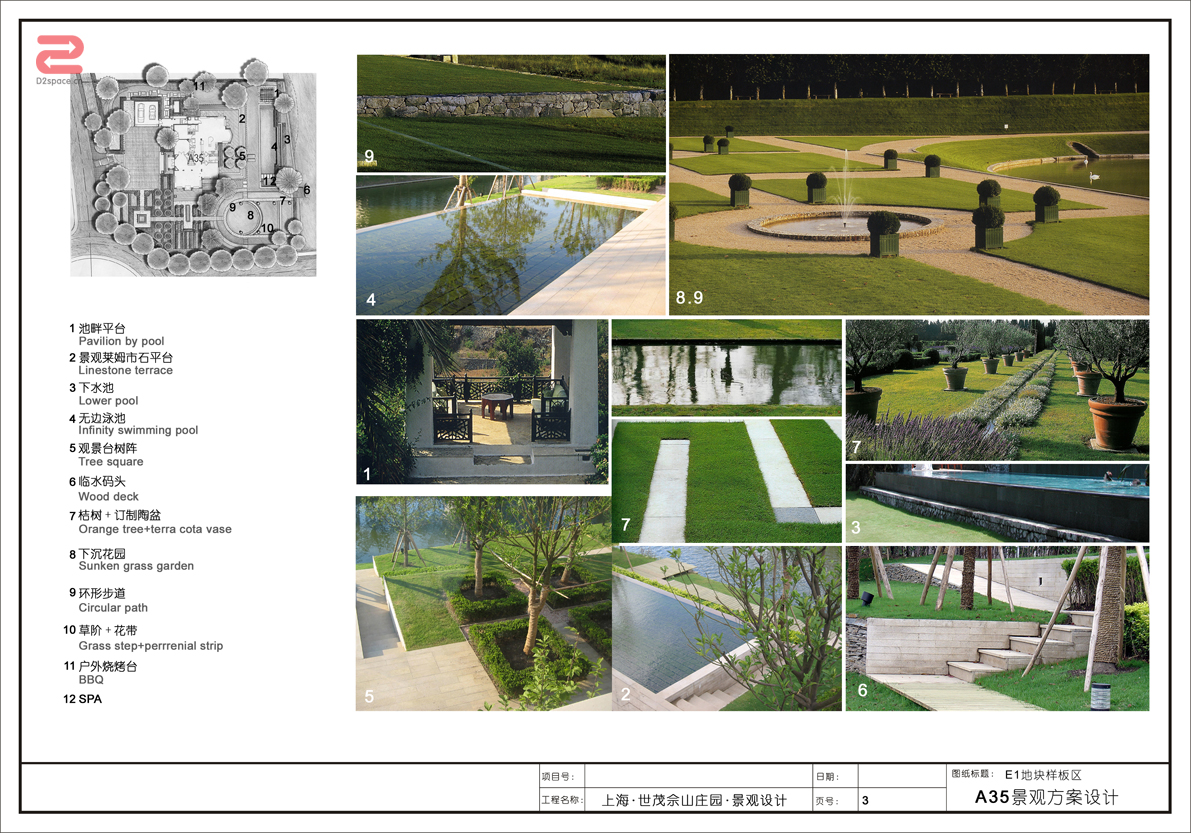 D2space.cn
11
1
2
3
4
5
A35
12
6
7
9
8
10
1 池畔平台
Pavilion by pool
2 景观莱姆市石平台
Linestone terrace
3 下水池
Lower pool
4 无边泳池
Infinity swimming pool
5 观景台树阵
Tree square
6 临水码头
Wood deck
7 桔树+订制陶盆
Orange tree+terra cota vase
8 下沉花园
Sunken grass garden
9 环形步道
Circular path
10 草阶+花带
Grass step+perrrenial strip
11 户外烧烤台
BBQ
12 SPA
9
4
8.9
1
7
7
3
5
2
6
项目号:
日期:
图纸标题: E1地块样板区
工程名称: 上海·世茂佘山庄园·景观设计
页号: 3
A35景观方案设计